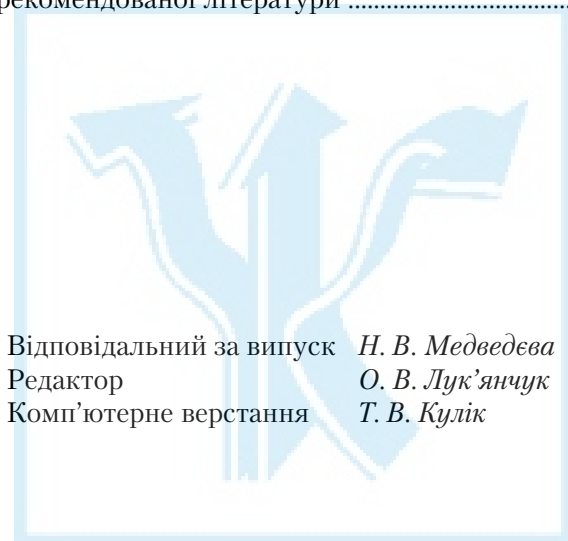 рекомендованої літератури ..............................
Відповідальний за випуск Н. В. Медведєва
Редактор О. В. Лук’янчук
Комп’ютерне верстання Т. В. Кулік